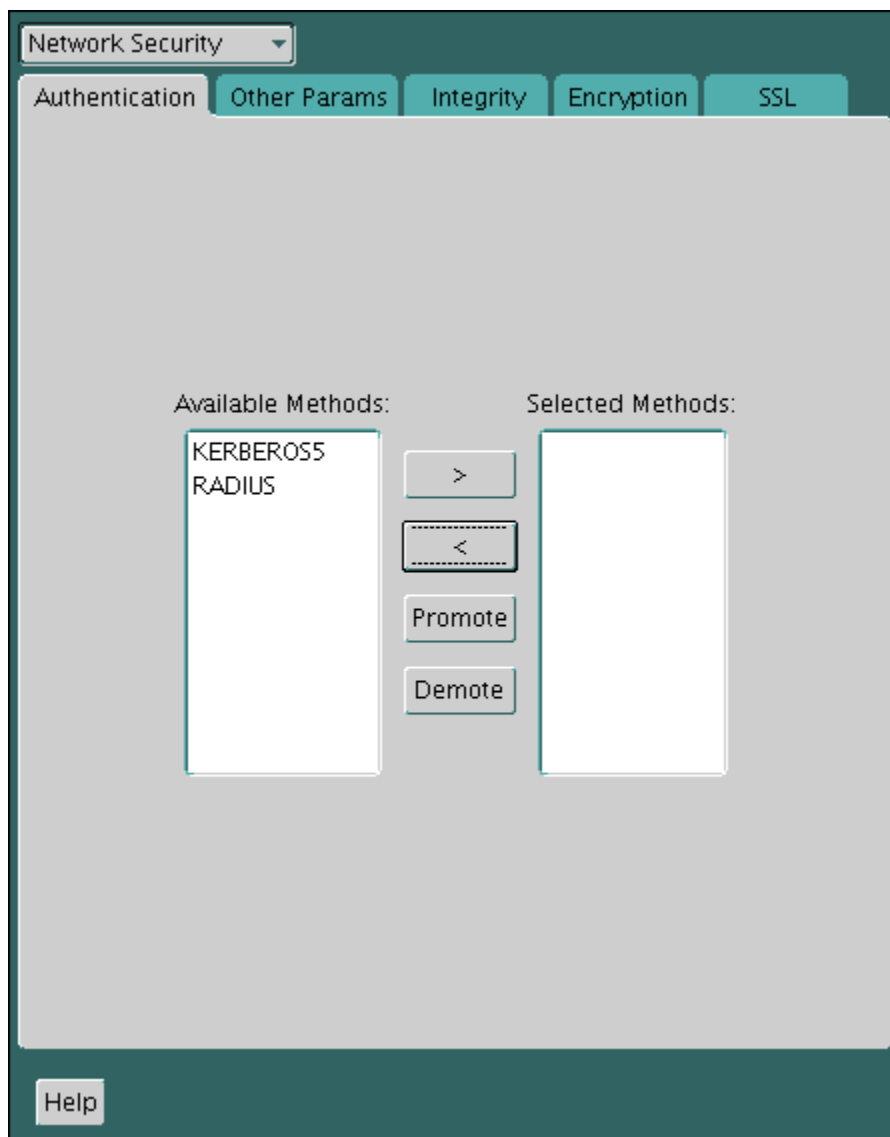 Network Security
Authentication Other Params Integrity Encryption SSL
Available Methods: Selected Methods:
KERBEROS5
RADIUS
>
<
Promote
Demote
Help